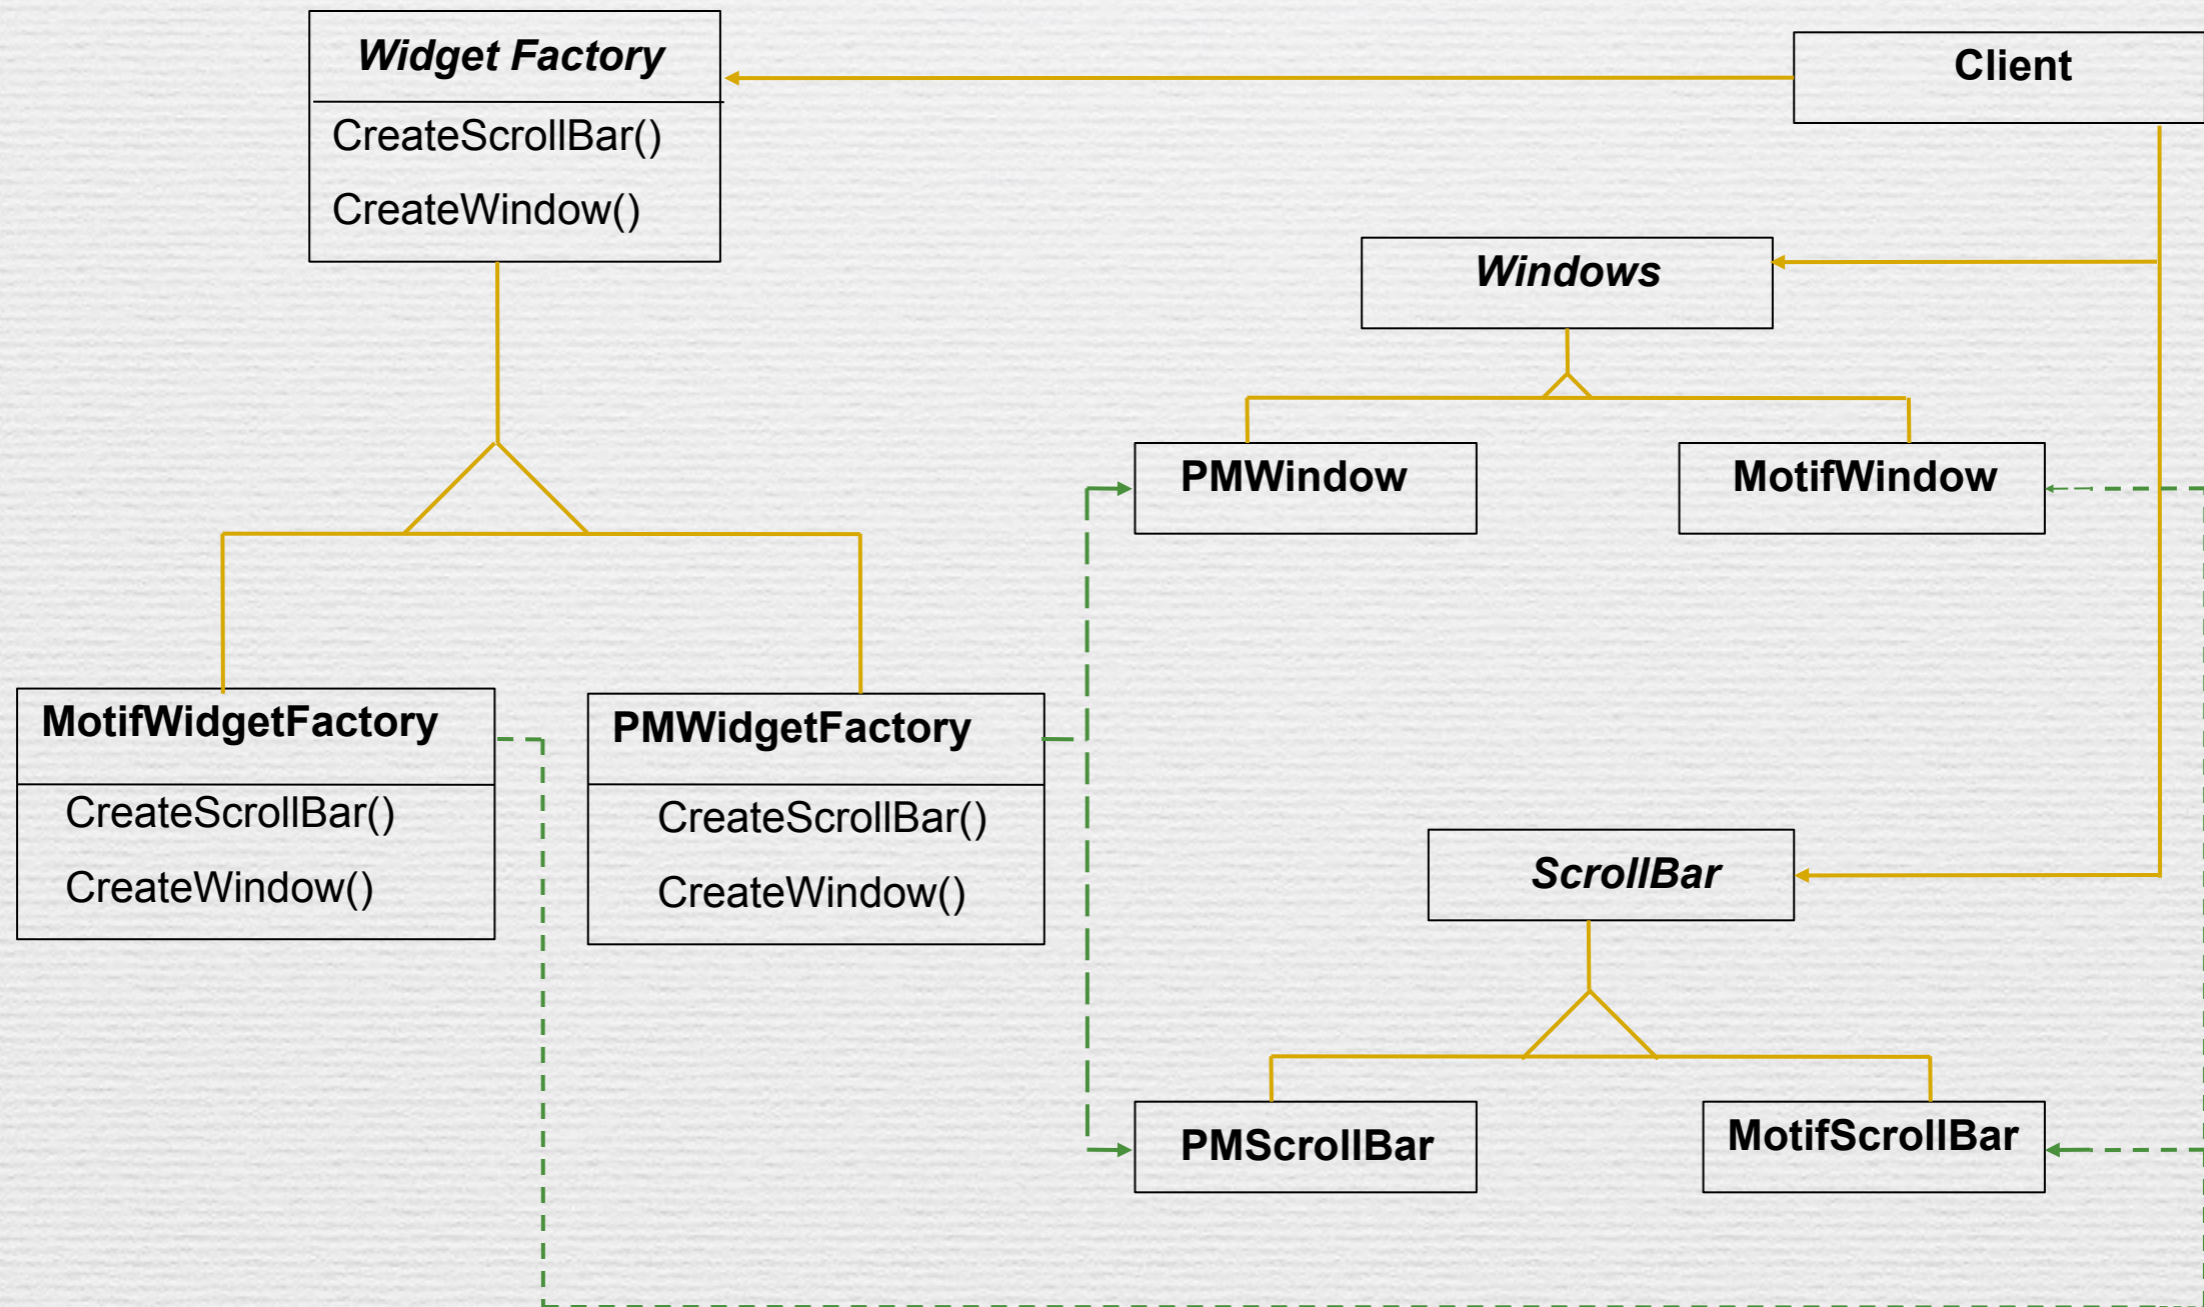 Widget Factory
CreateScrollBar()
CreateWindow()
Client
Windows
PMWindow
MotifWindow
MotifWidgetFactory
CreateScrollBar()
CreateWindow()
PMWidgetFactory
CreateScrollBar()
CreateWindow()
ScrollBar
PMScrollBar
MotifScrollBar